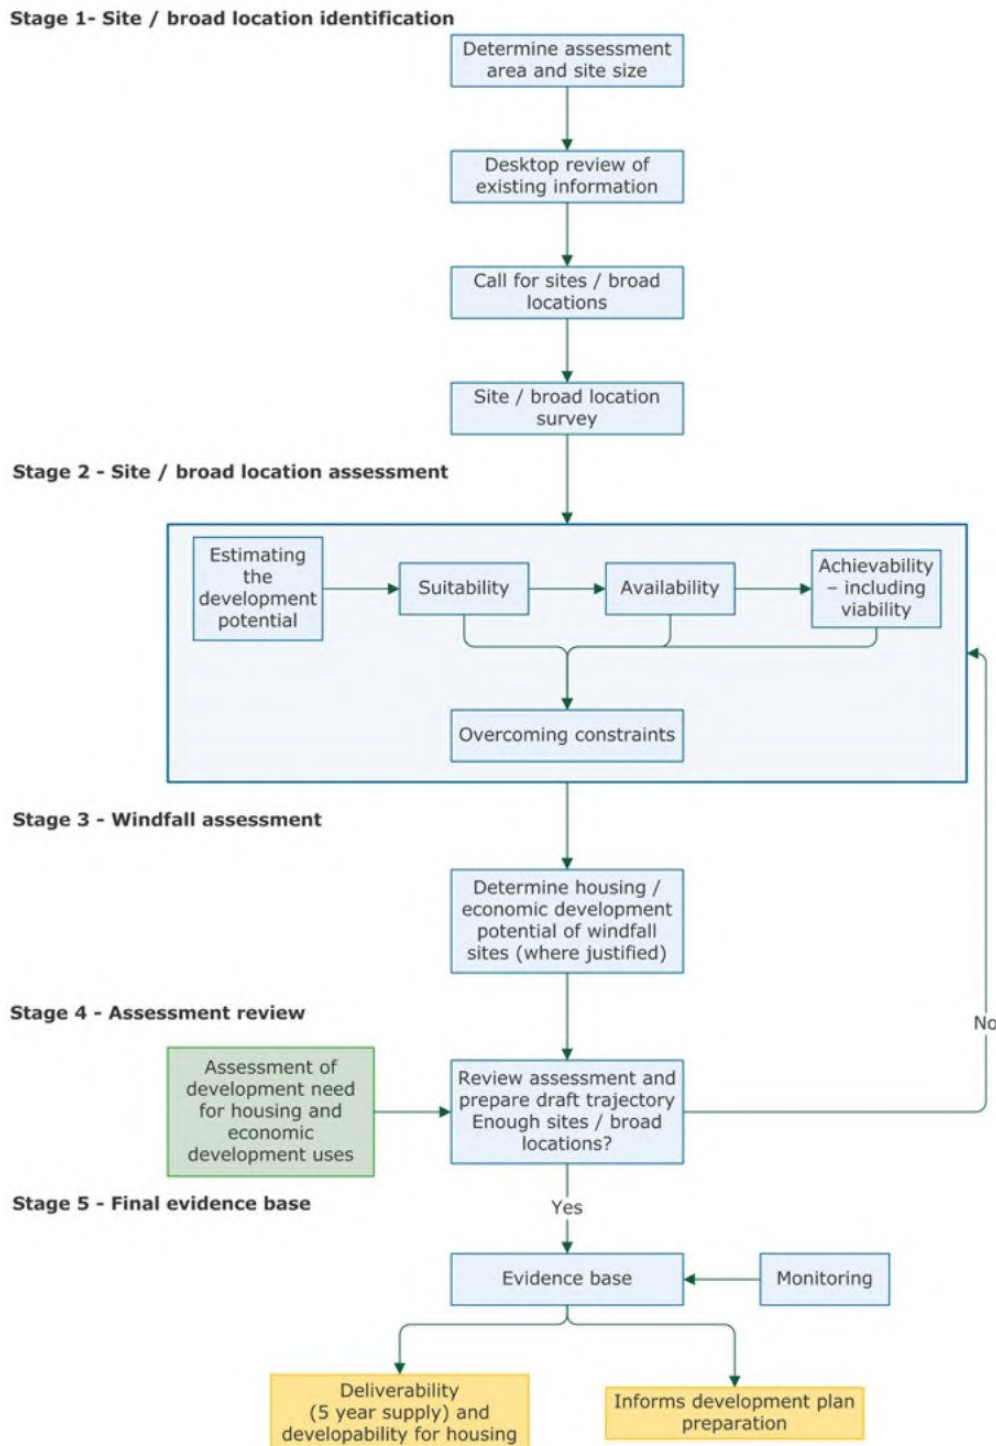 Stage 1- Site / broad location identification
Determine assessment
area and site size
Desktop review of
existing information
Call for sites / broad
locations
Site / broad location
survey
Stage 2 - Site / broad location assessment
Estimating
the
development
potential
Suitability
Availability
Achievability
– including
viability
Overcoming constraints
Stage 3 - Windfall assessment
Determine housing /
economic development
potential of windfall
sites (where justified)
Stage 4 - Assessment review
No
Assessment of
development need
for housing and
economic
development uses
Review assessment and
prepare draft trajectory
Enough sites / broad
locations?
Stage 5 - Final evidence base
Yes
Evidence base
Monitoring
Deliverability
(5 year supply) and
developability for housing
Informs development plan
preparation